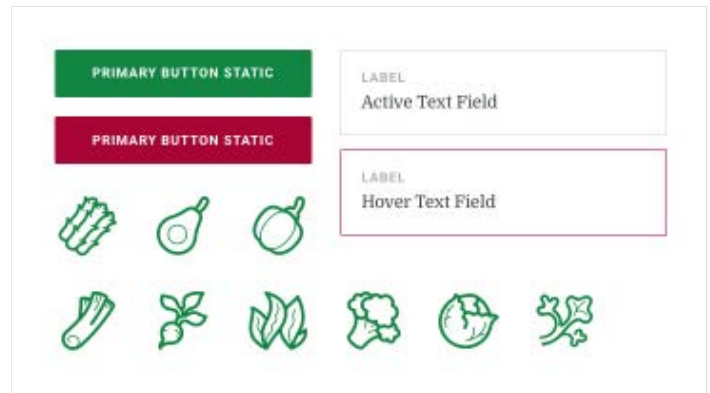 PRIMARY BUTTON STATIC
PRIMARY BUTTON STATIC
LABEL
Active Text Field
LABEL
Hover Text Field